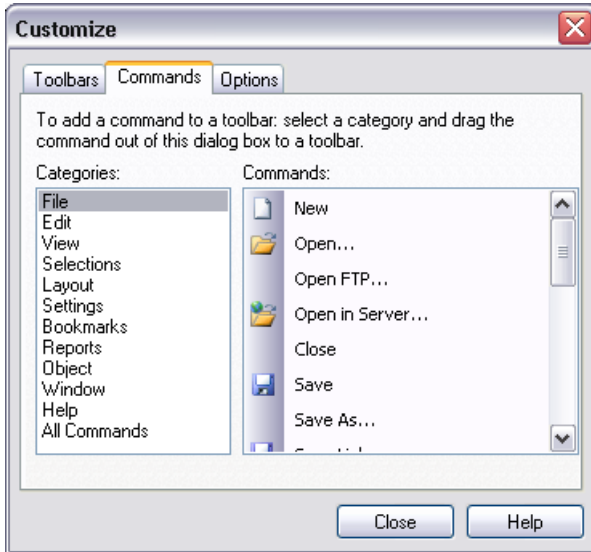 Customize
Toolbars Commands Options
To add a command to a toolbar: select a category and drag the
command out of this dialog box to a toolbar.
Categories:
File
Edit
View
Selections
Layout
Settings
Bookmarks
Reports
Object
Window
Help
All Commands
Commands:
New
Open...
Open FTP...
Open in Server...
Close
Save
Save As...
Close Help